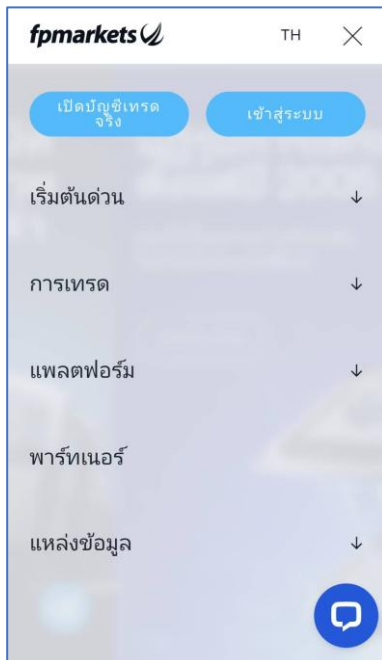 fpmarkets
TH
เปิดบัญชีเทรด
จริง
เข้าสู่ระบบ
เริ่มต้นด่วน
การเทรด
แพลตฟอร์ม
พาร์ทเนอร์
แหล่งข้อมูล